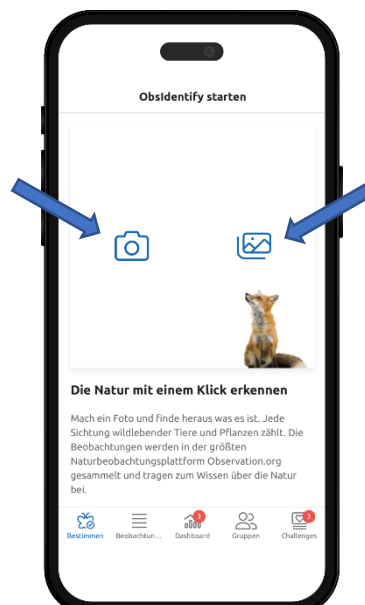 ObsIdentify starten
Die Natur mit einem Klick erkennen
Mach ein Foto und finde heraus was es ist. Jede
Sichtung wildlebender Tiere und Pflanzen zählt. Die
Beobachtungen werden in der größten
Naturbeobachtungsplattform Observation.org
gesammelt und tragen zum Wissen über die Natur
bei.
3 3
Bestimmen Beobachtun... Dashboard Gruppen Challenges